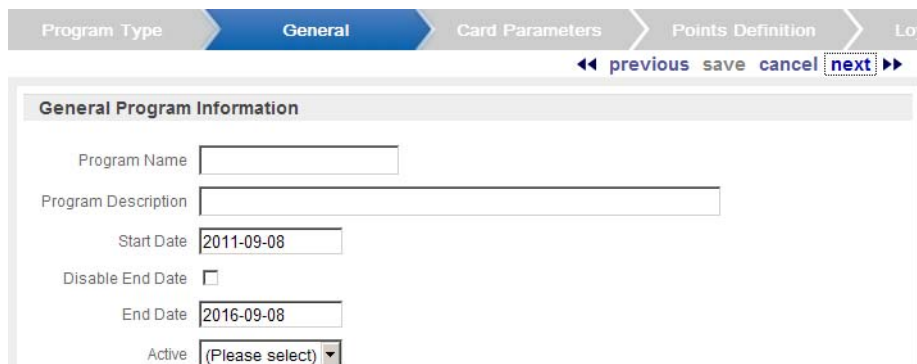 Program Type General Card Parameters Points Definition Lo
previous save cancel next
General Program Information
Program Name
Program Description
Start Date 2011-09-08
Disable End Date
End Date 2016-09-08
Active (Please select)